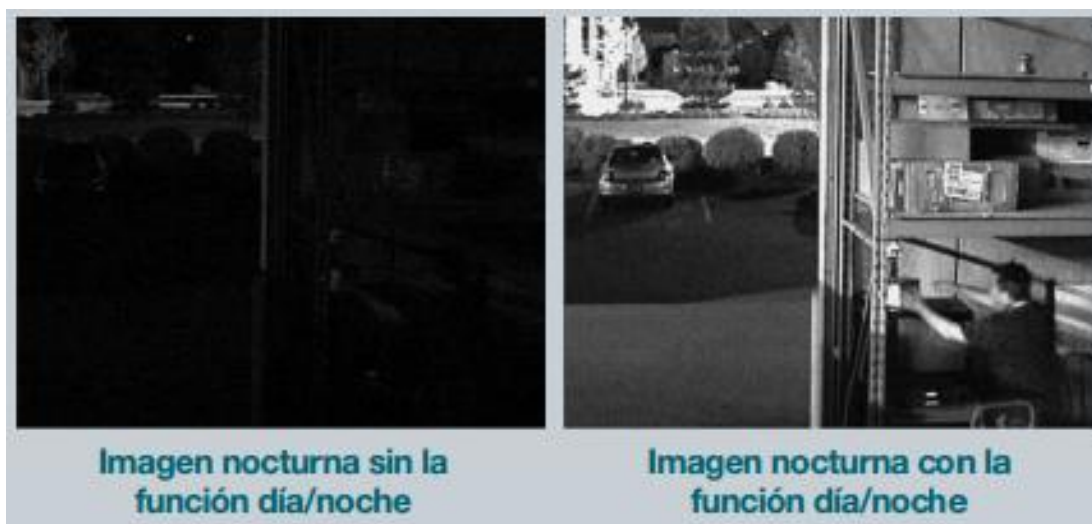 Imagen nocturna sin la
función día/noche
Imagen nocturna con la
función día/noche